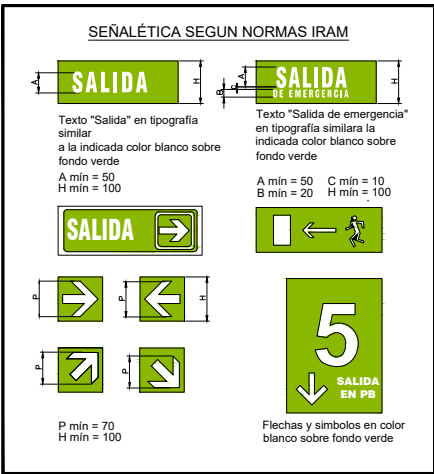 SEÑALÉTICA SEGUN NORMAS IRAM
A
SALIDA
H
Texto "Salida" en tipografía
similar
a la indicada color blanco sobre
fondo verde
A mín = 50
H mín = 100
A
C
B
SALIDA
DE EMERGENCIA
H
Texto "Salida de emergencia"
en tipografía similara la
indicada color blanco sobre
fondo verde
A mín = 50 C mín = 10
B mín = 20 H mín = 100
SALIDA
P
P
H
P
P
P mín = 70
H mín = 100
5
SALIDA
EN PB
Flechas y simbolos en color
blanco sobre fondo verde